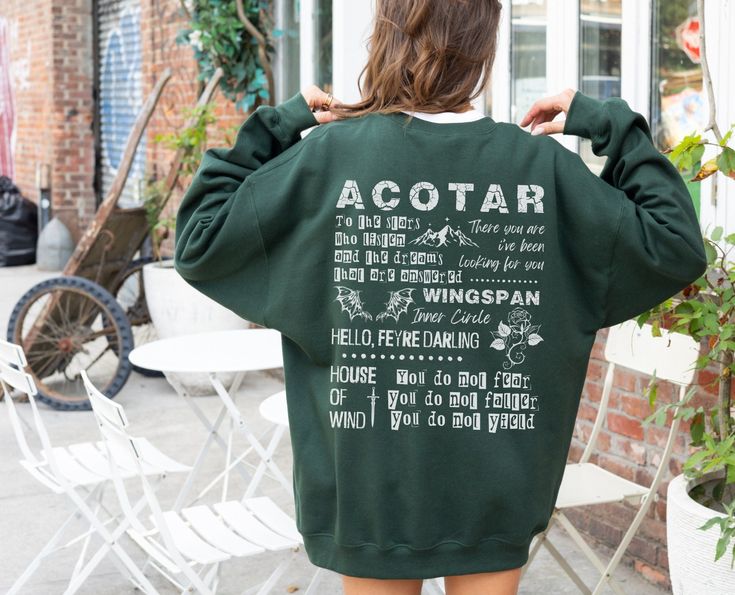 ACOTAR
To the stars
who listen
and the dreams
that are answered
There you are
i've been
Looking for you
WINGSPAN
Inner Circle
HELLO, FEYRE DARLING
HOUSE
OF
WIND
You do not fear
You do not falter
You do not yield